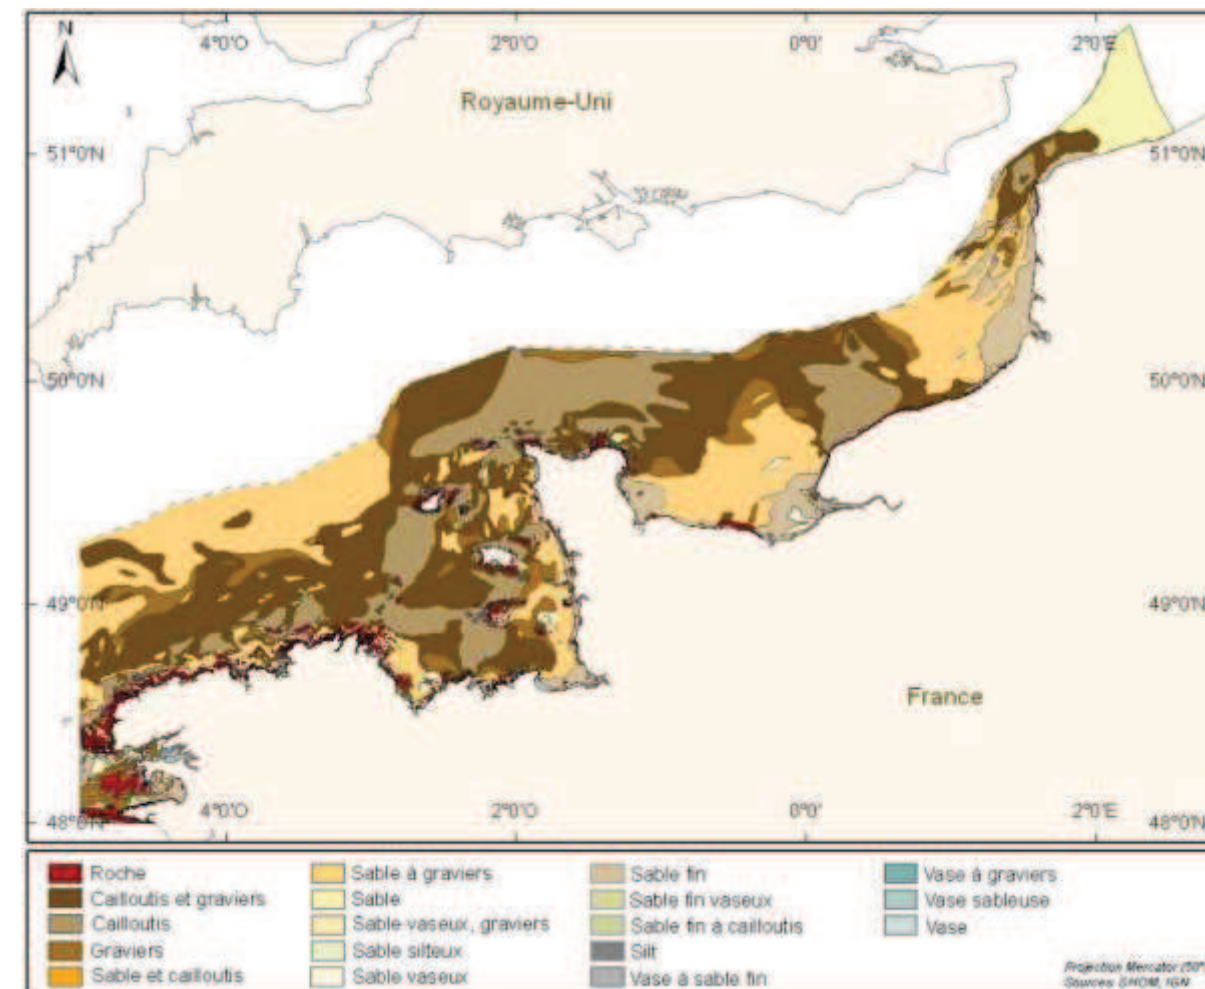 N
4°0'O 2°0'O 0°0' 2°0'E
Royaume-Uni
51°0'N 51°0'N
50°0'N 50°0'N
49°0'N 49°0'N
France
4°0'O 2°0'O 0°0' 2°0'E
48°0'N 48°0'N
Roche Sable à graviers Sable fin Vase à graviers
Cailloutis et graviers Sable Sable fin vaseux Vase sableuse
Cailloutis Sable vaseux, graviers Sable fin à cailloutis Vase
Graviers Sable silteux Silt
Sable et cailloutis Sable vaseux Vase à sable fin
Projection Mercator (50°
Sources: SHOM, IGN